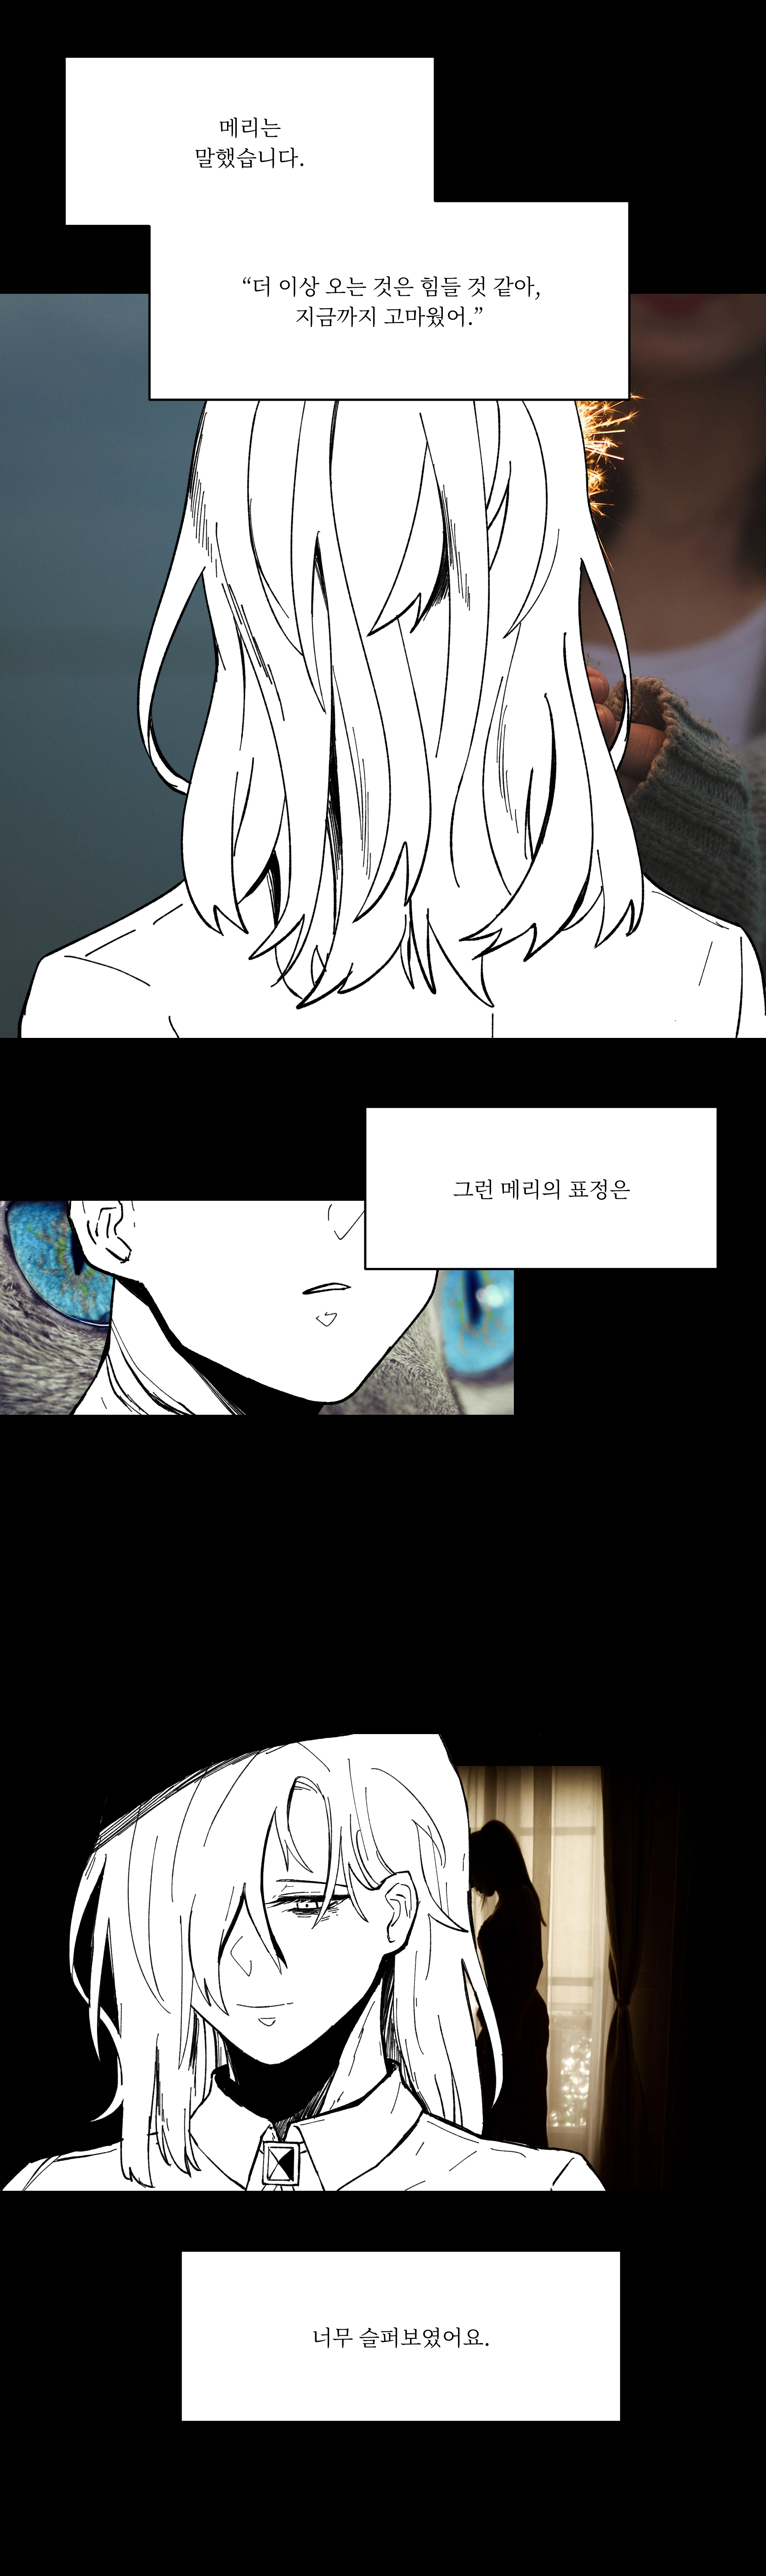 메리는
말했습니다.
“더 이상 오는 것은 힘들 것 같아,
지금까지 고마웠어.”
그런 메리의 표정은
너무 슬퍼보였어요.